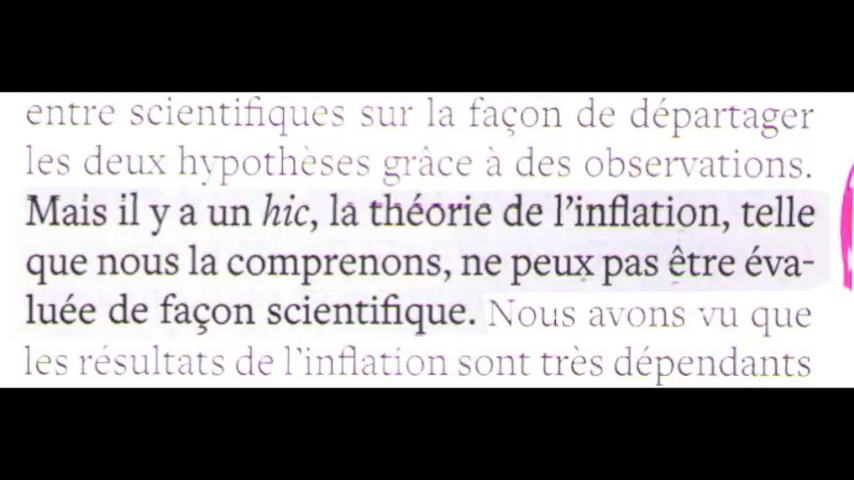 entre scientifiques sur la façon de départager
les deux hypothèses grâce à des observations.
Mais il y a un hic, la théorie de l'inflation, telle
que nous la comprenons, ne peux pas être éva-
luée de façon scientifique. Nous avons vu que
les résultats de l'inflation sont très dépendants